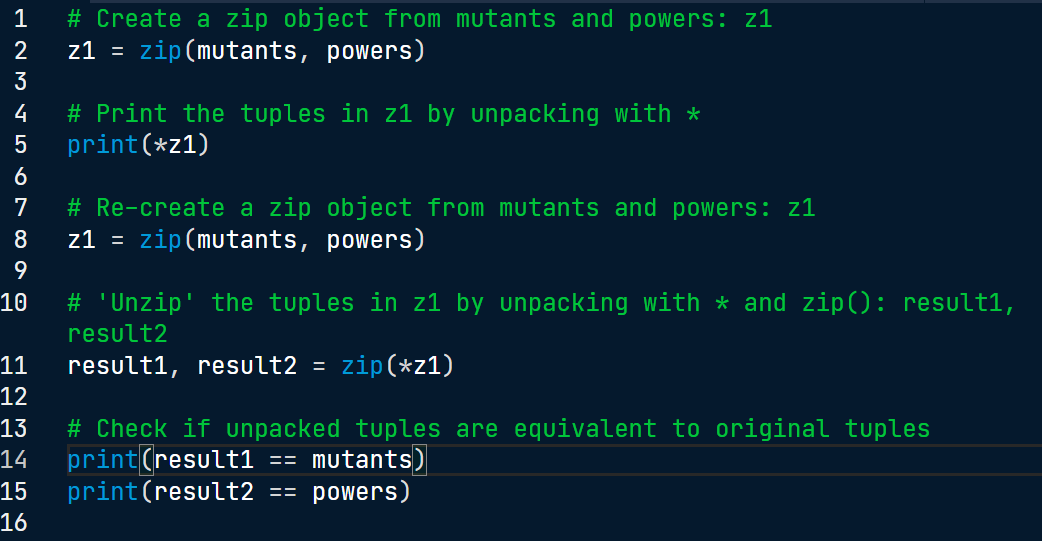 1 # Create a zip object from mutants and powers: z1
2 z1 = zip(mutants, powers)
3
4 # Print the tuples in z1 by unpacking with *
5 print(*z1)
6
7 # Re-create a zip object from mutants and powers: z1
8 z1 = zip(mutants, powers)
9
10 # 'Unzip' the tuples in z1 by unpacking with * and zip(): result1,
result2
11 result1, result2 = zip(*z1)
12
13 # Check if unpacked tuples are equivalent to original tuples
14 print(result1 == mutants)
15 print(result2 == powers)
16